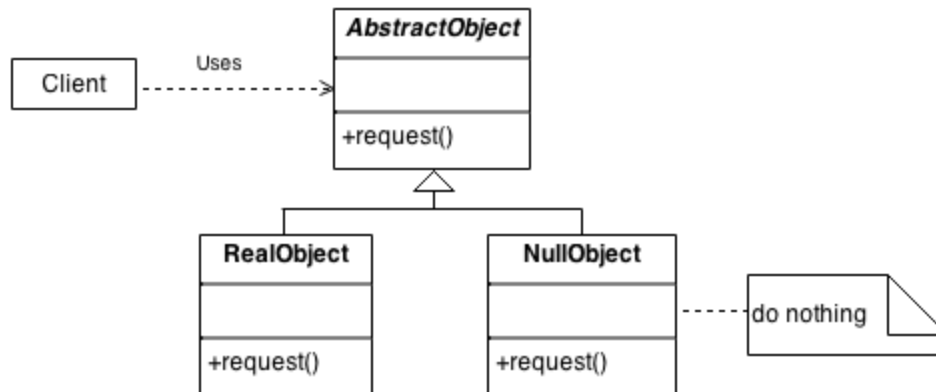 AbstractObject
Uses
Client
+request()
RealObject
NullObject
do nothing
+request()
+request()